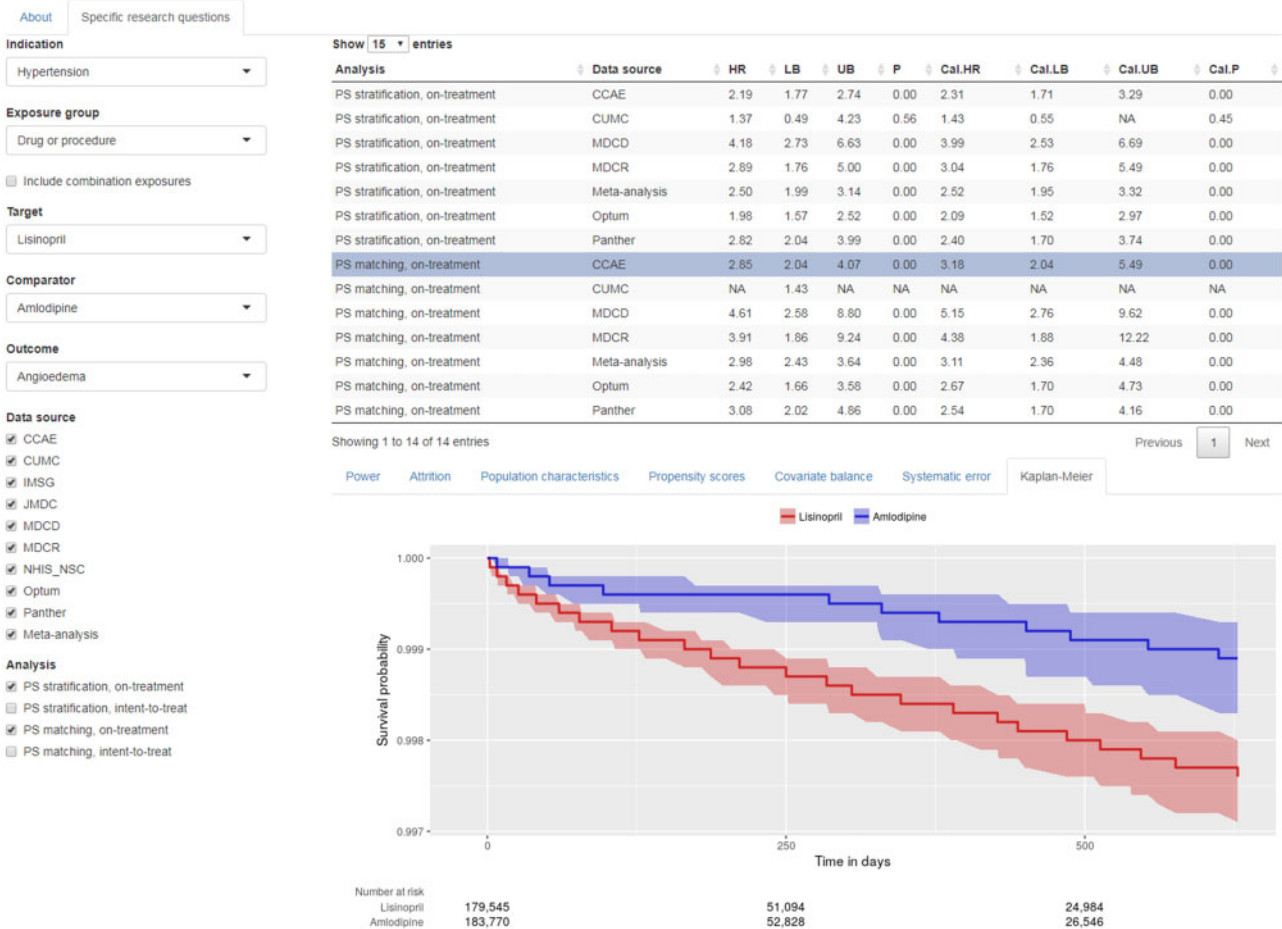 About Specific research questions
Indication
Hypertension
Exposure group
Drug or procedure
Include combination exposures
Target
Lisinopril
Comparator
Amlodipine
Outcome
Angioedema
Data source
CCAE
CUMC
IMSG
JMDC
MDCD
MDCR
NHIS_NSC
Optum
Panther
Meta-analysis
Analysis
PS stratification, on-treatment
PS stratification, intent-to-treat
PS matching, on-treatment
PS matching, intent-to-treat
Show 15 entries
Analysis Data source HR LB UB P Cal.HR Cal.LB Cal.UB Cal.P
PS stratification, on-treatment CCAE 2.19 1.77 2.74 0.00 2.31 1.71 3.29 0.00
PS stratification, on-treatment CUMC 1.37 0.49 4.23 0.56 1.43 0.55 NA 0.45
PS stratification, on-treatment MDCD 4.18 2.73 6.63 0.00 3.99 2.53 6.69 0.00
PS stratification, on-treatment MDCR 2.89 1.76 5.00 0.00 3.04 1.76 5.49 0.00
PS stratification, on-treatment Meta-analysis 2.50 1.99 3.14 0.00 2.52 1.95 3.32 0.00
PS stratification, on-treatment Optum 1.98 1.57 2.52 0.00 2.09 1.52 2.97 0.00
PS stratification, on-treatment Panther 2.82 2.04 3.99 0.00 2.40 1.70 3.74 0.00
PS matching, on-treatment CCAE 2.85 2.04 4.07 0.00 3.18 2.04 5.49 0.00
PS matching, on-treatment CUMC NA 1.43 NA NA NA NA NA NA
PS matching, on-treatment MDCD 4.61 2.58 8.80 0.00 5.15 2.76 9.62 0.00
PS matching, on-treatment MDCR 3.91 1.86 9.24 0.00 4.38 1.88 12.22 0.00
PS matching, on-treatment Meta-analysis 2.98 2.43 3.64 0.00 3.11 2.36 4.48 0.00
PS matching, on-treatment Optum 2.42 1.66 3.58 0.00 2.67 1.70 4.73 0.00
PS matching, on-treatment Panther 3.08 2.02 4.86 0.00 2.54 1.70 4.16 0.00
Showing 1 to 14 of 14 entries Previous 1 Next
Power Attrition Population characteristics Propensity scores Covariate balance Systematic error Kaplan-Meier
Lisinopril Amlodipine
Survival probability
1.000
0.999
0.998
0.997
0 250 500
Time in days
Number at risk
Lisinopril 179,545 51,094 24,984
Amlodipine 183,770 52,828 26,546